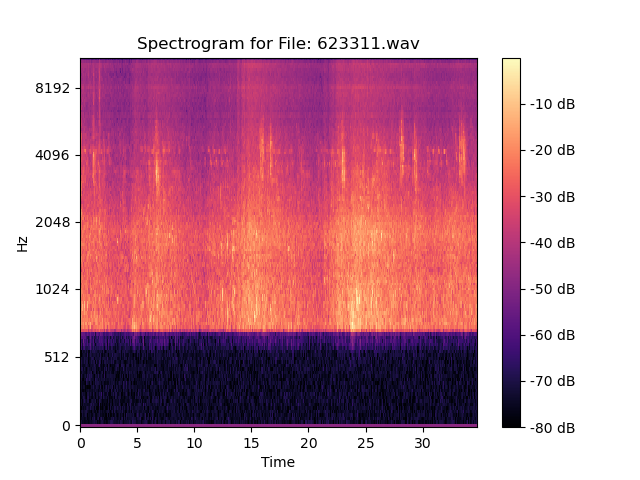 Spectrogram for File: 623311.wav
8192
4096
2048
1024
512
0
Hz
0 5 10 15 20 25 30
Time
-10 dB
-20 dB
-30 dB
-40 dB
-50 dB
-60 dB
-70 dB
-80 dB